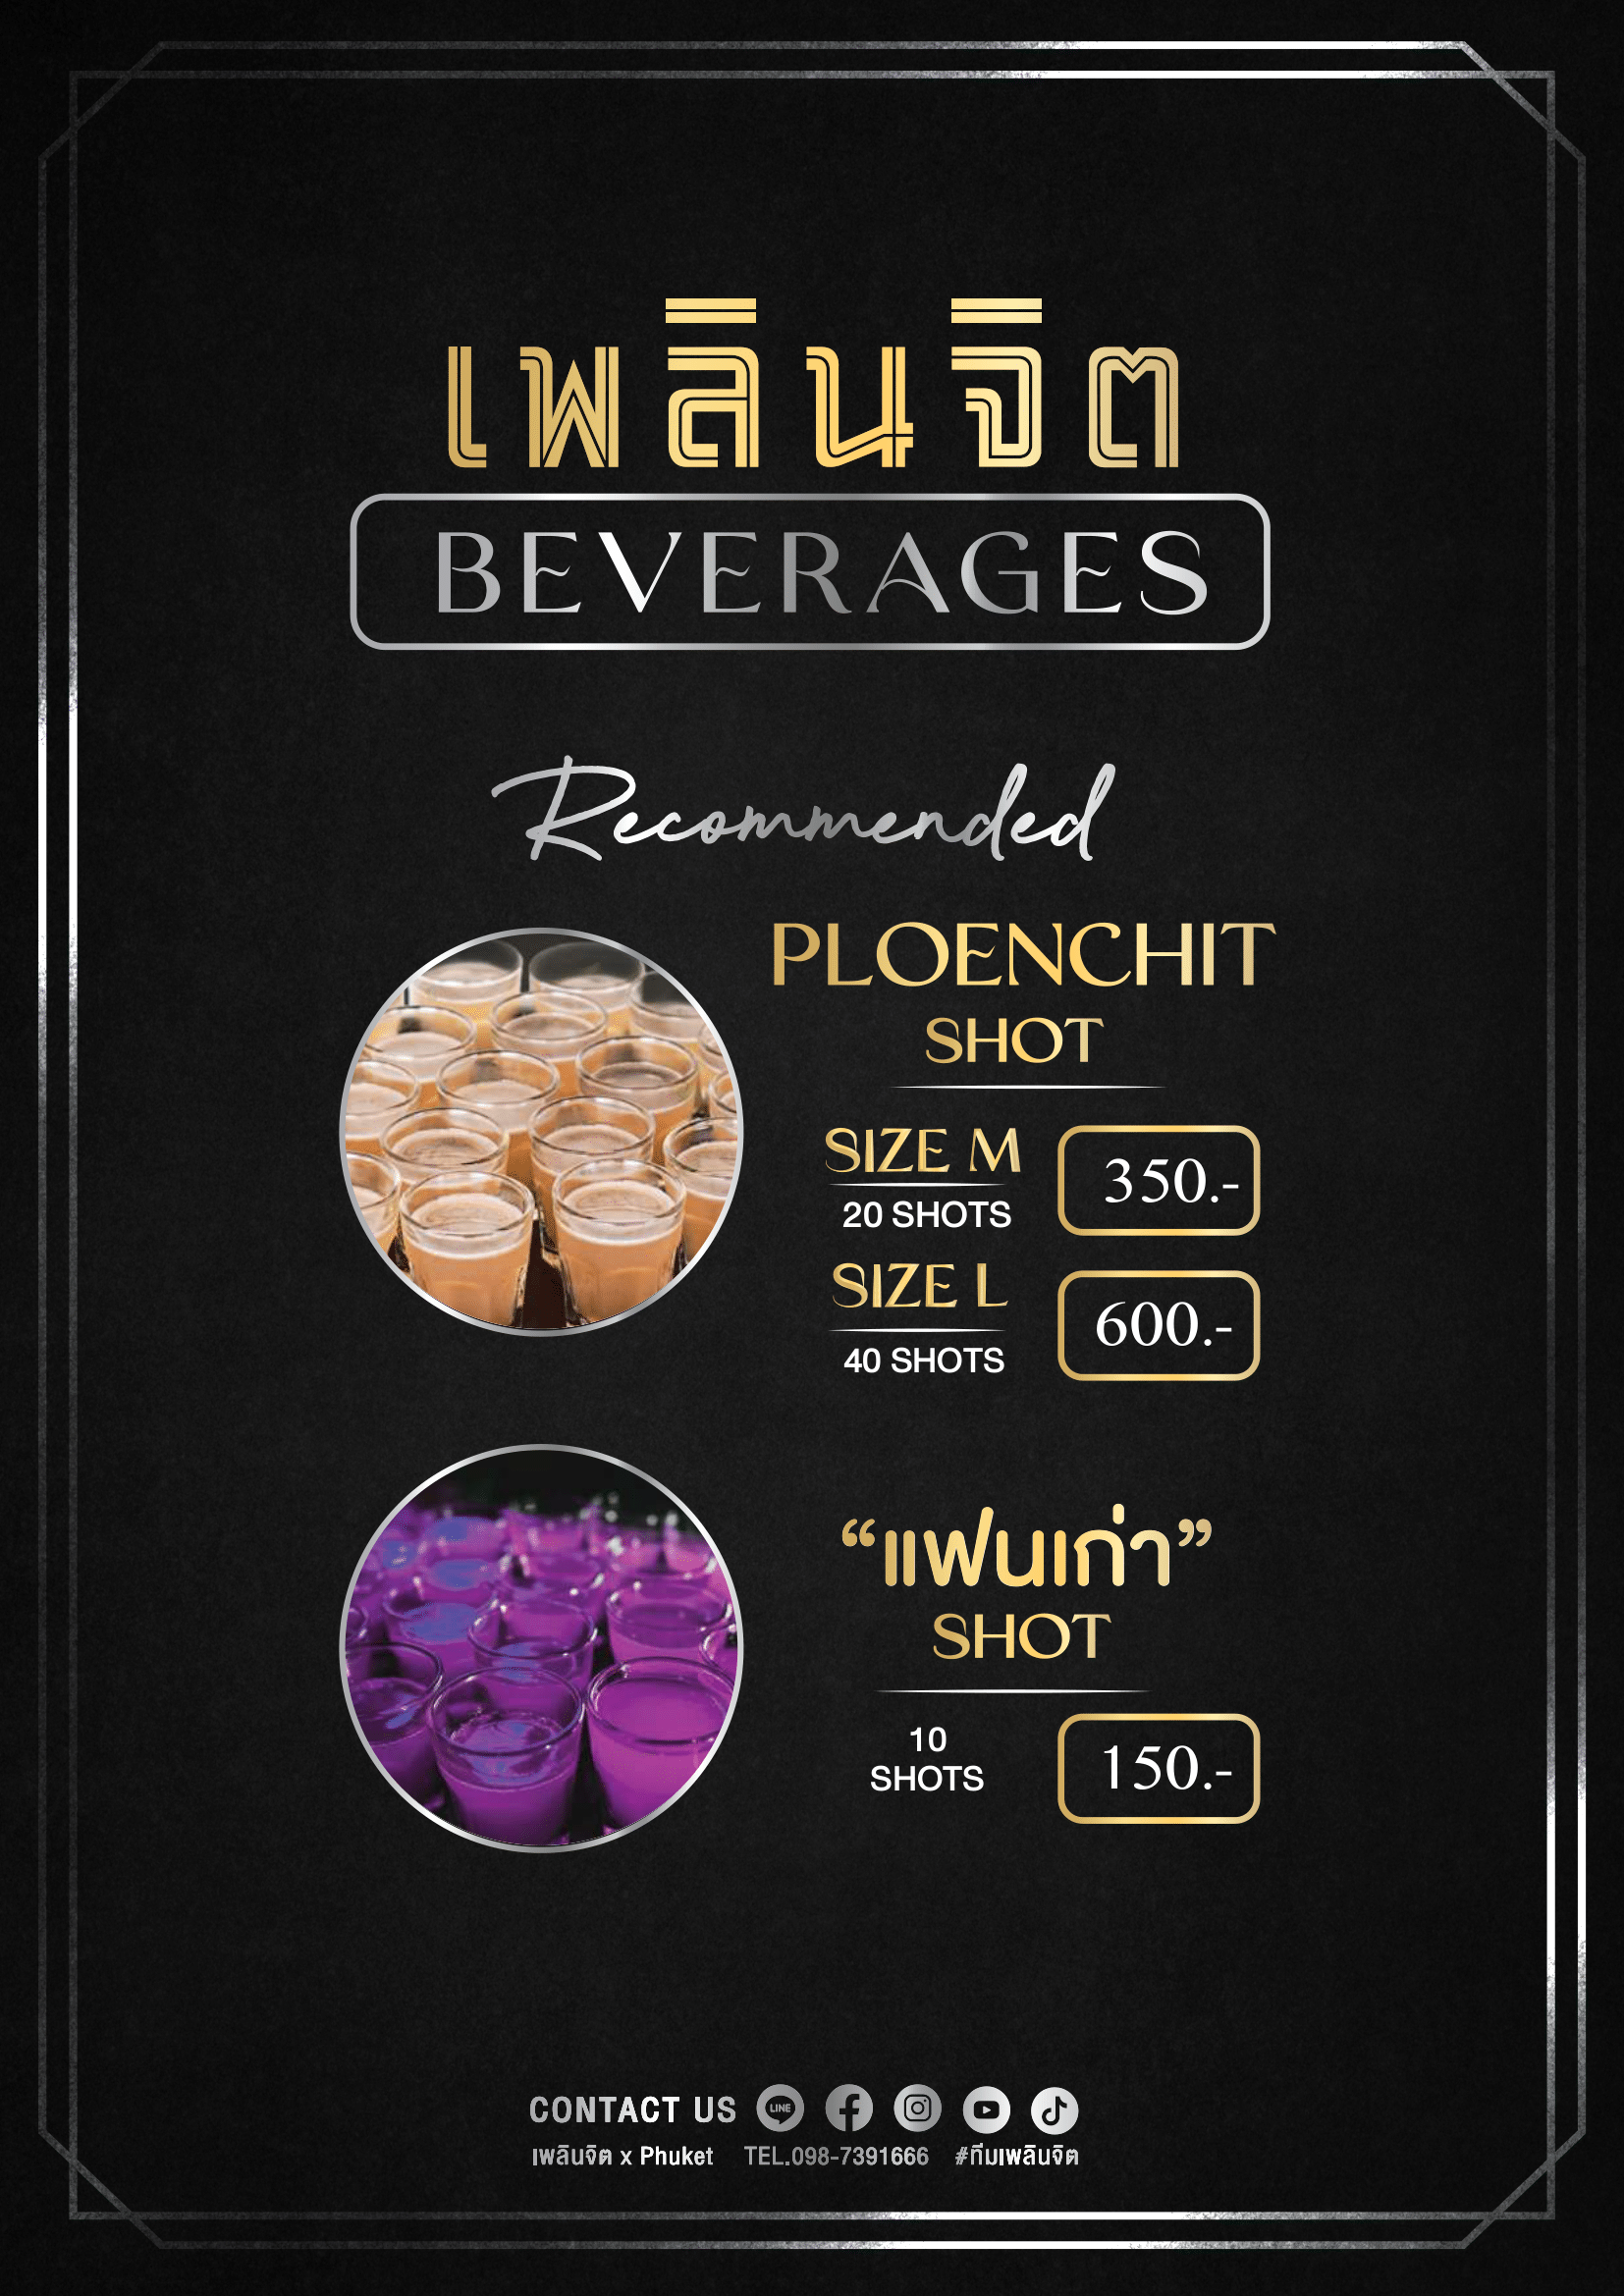 เพลินจิต
BEVERAGES
Recommended
PLOENCHIT
SHOT
SIZE M
350.-
20 SHOTS
SIZE L
600.-
40 SHOTS
“แฟนเก่า”
SHOT
10
SHOTS
150.-
CONTACT US LINE
เพลินจิต x Phuket TEL.098-7391666 #ทีมเพลินจิต